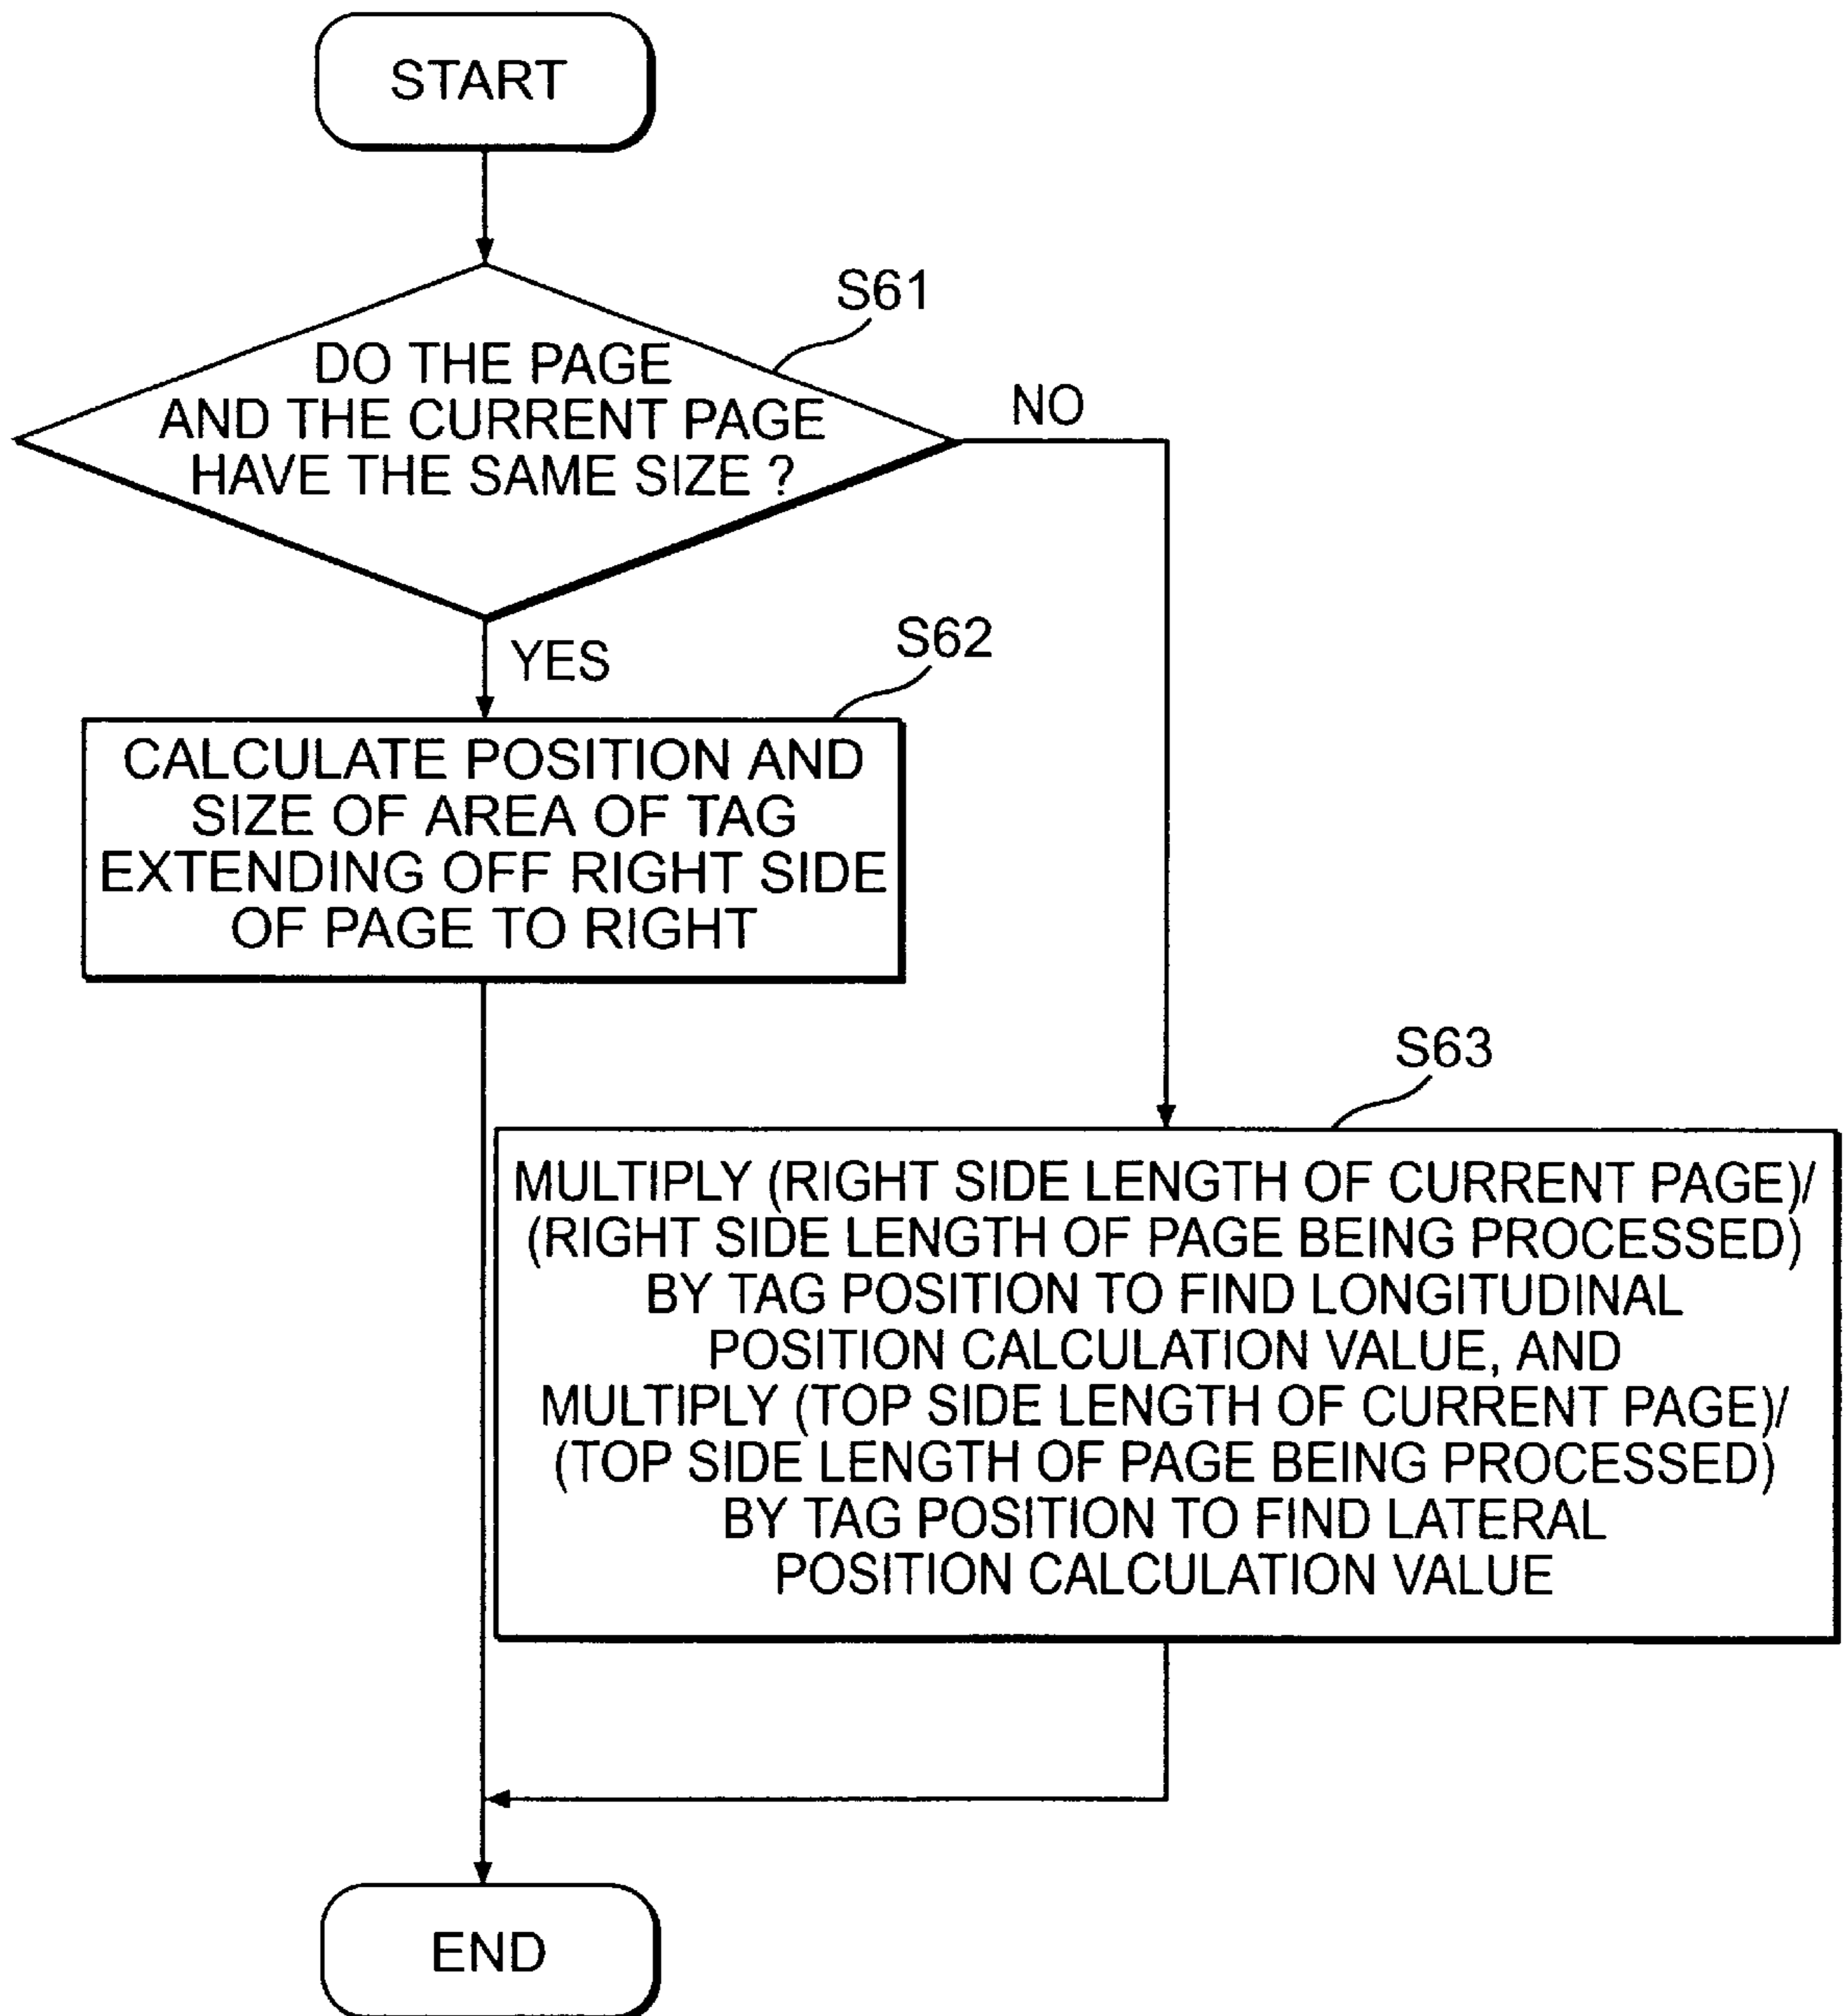 START
S61
DO THE PAGE
AND THE CURRENT PAGE
HAVE THE SAME SIZE ?
NO
YES
S62
CALCULATE POSITION AND
SIZE OF AREA OF TAG
EXTENDING OFF RIGHT SIDE
OF PAGE TO RIGHT
S63
MULTIPLY (RIGHT SIDE LENGTH OF CURRENT PAGE)/
(RIGHT SIDE LENGTH OF PAGE BEING PROCESSED)
BY TAG POSITION TO FIND LONGITUDINAL
POSITION CALCULATION VALUE, AND
MULTIPLY (TOP SIDE LENGTH OF CURRENT PAGE)/
(TOP SIDE LENGTH OF PAGE BEING PROCESSED)
BY TAG POSITION TO FIND LATERAL
POSITION CALCULATION VALUE
END